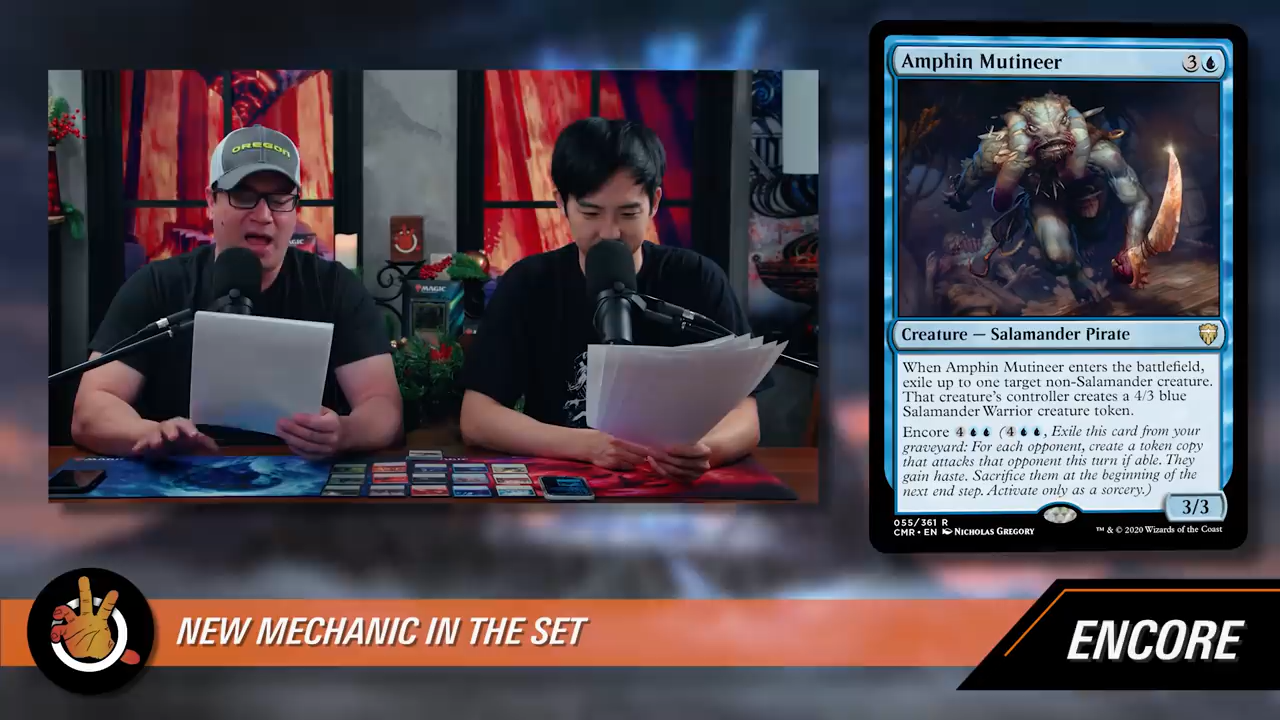 OREGON
MAGIC
Amphin Mutineer 3
Creature — Salamander Pirate
When Amphin Mutineer enters the battlefield,
exile up to one target non-Salamander creature.
That creature's controller creates a 4/3 blue
Salamander Warrior creature token.
Encore 4 (4, Exile this card from your
graveyard: For each opponent, create a token copy
that attacks that opponent this turn if able. They
gain haste. Sacrifice them at the beginning of the
next end step. Activate only as a sorcery.)
3/3
055/361 R
CMR • EN Nicholas Gregory
™ & © 2020 Wizards of the Coast
NEW MECHANIC IN THE SET
ENCORE